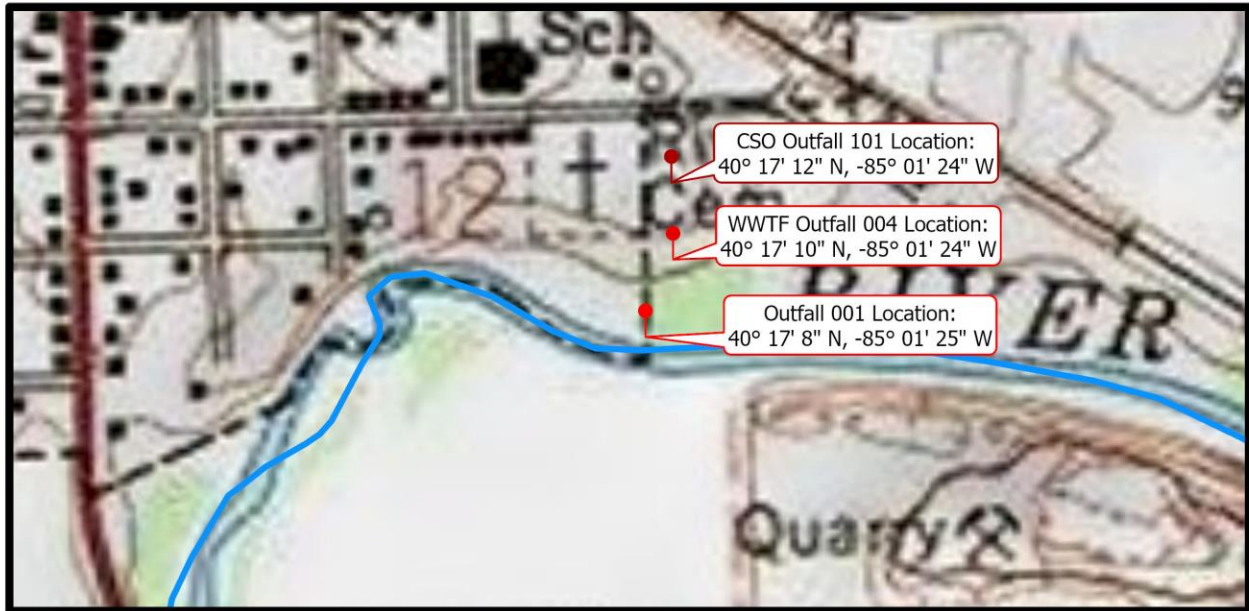 Sch
CSO Outfall 101 Location:
40° 17' 12" N, -85° 01' 24" W
12
Cem
WWTF Outfall 004 Location:
40° 17' 10" N, -85° 01' 24" W
RIVER
Outfall 001 Location:
40° 17' 8" N, -85° 01' 25" W
Quarry